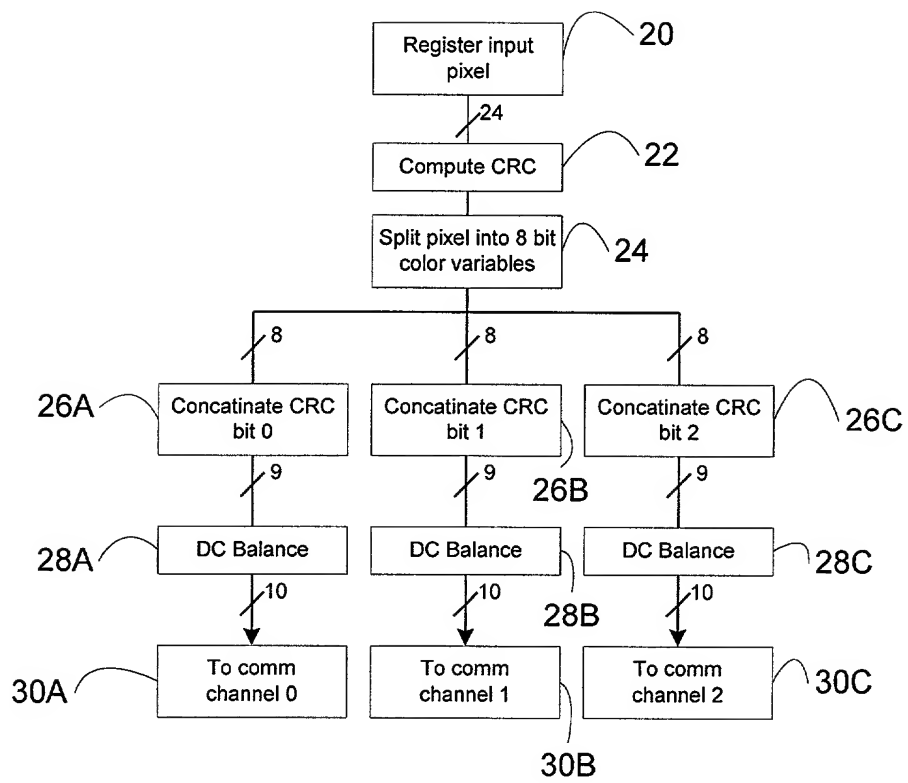 Register input
pixel
20
24
Compute CRC
22
Split pixel into 8 bit
color variables
24
8
8
8
26A
Concatinate CRC
bit 0
Concatinate CRC
bit 1
26B
Concatinate CRC
bit 2
26C
9
9
9
28A
DC Balance
DC Balance
28B
DC Balance
28C
10
10
10
30A
To comm
channel 0
To comm
channel 1
30B
To comm
channel 2
30C